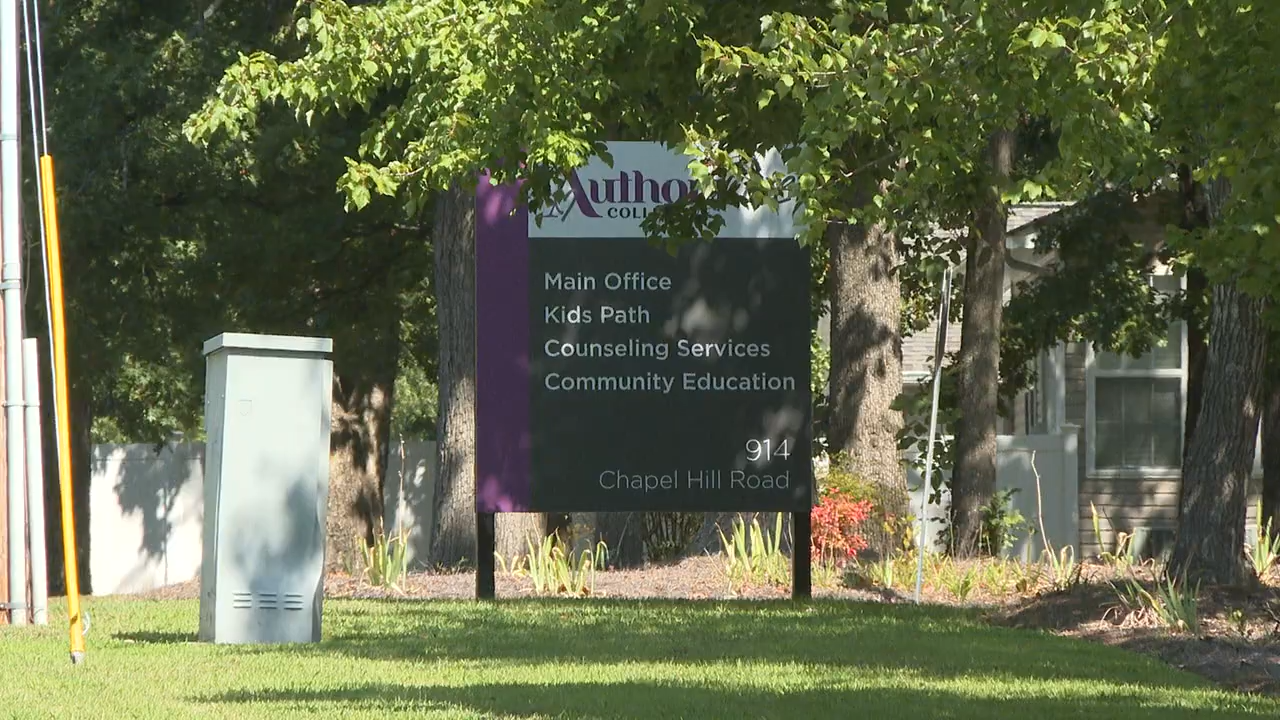 Main Office
Kids Path
Counseling Services
Community Education
914
Chapel Hill Road